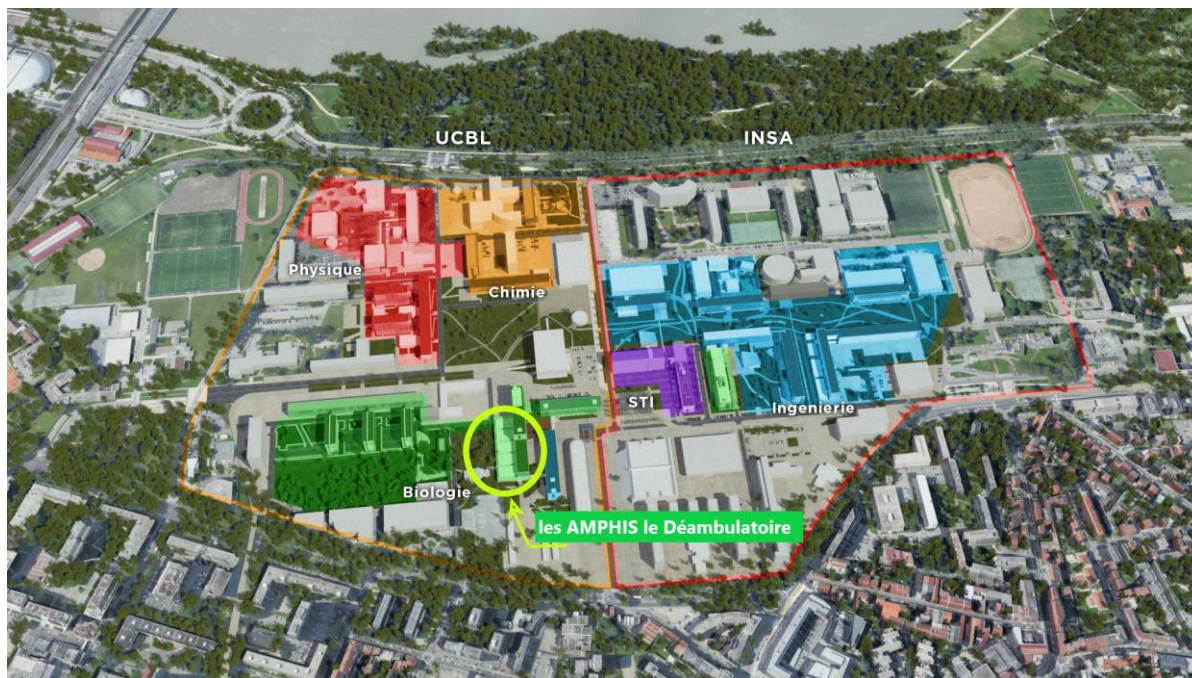 UCBL
INSA
Physique
Chimie
STI
Ingenierie
Biologie
les AMPHIS le Déambulatoire